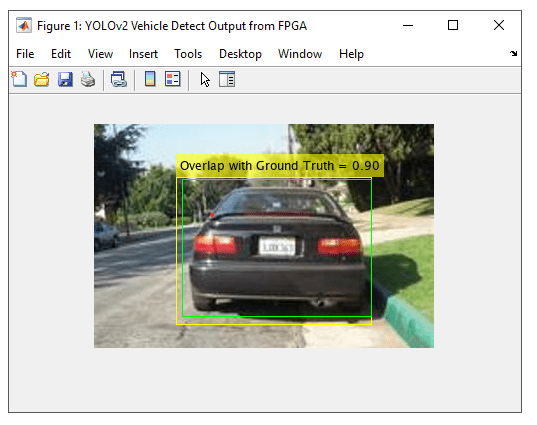 Figure 1: YOLOv2 Vehicle Detect Output from FPGA
File Edit View Insert Tools Desktop Window Help
Overlap with Ground Truth = 0.90